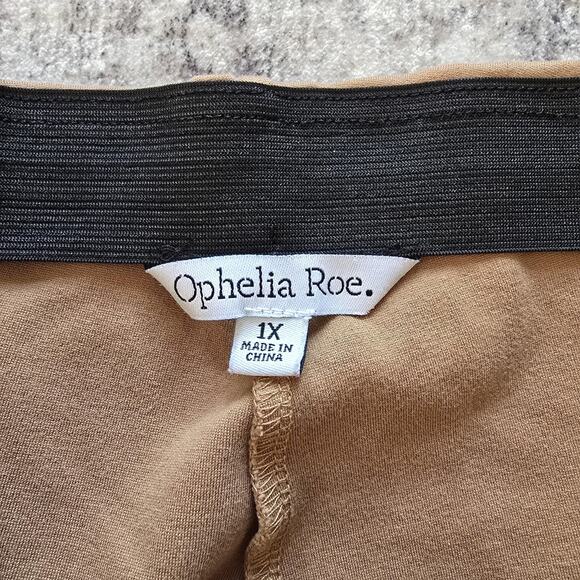 Ophelia Roe.
1X
MADE IN
CHINA